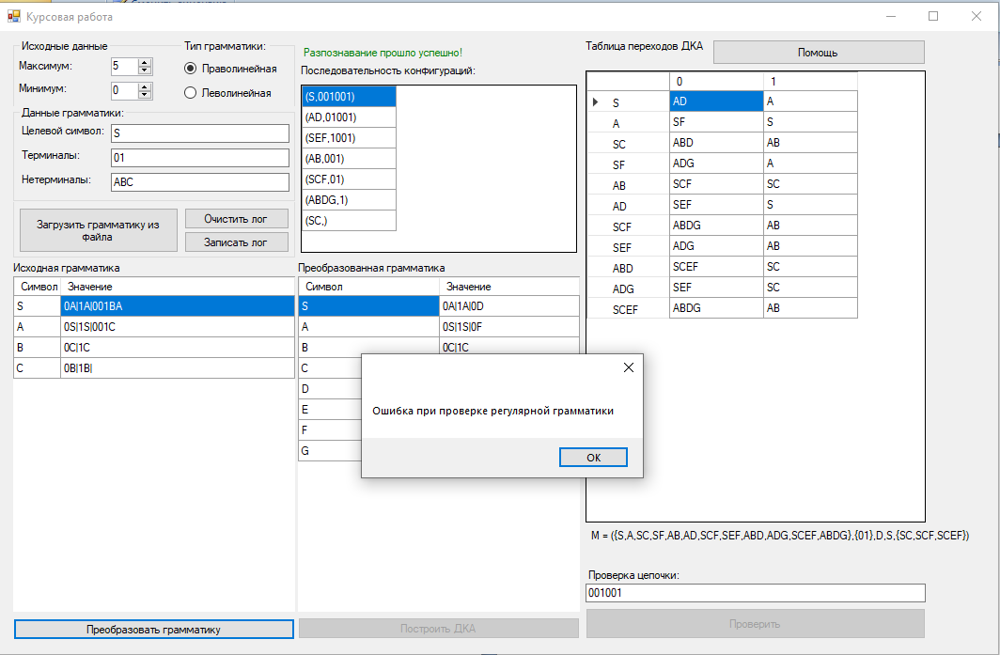 Курсовая работа
Исходные данные
Максимум: 5
Минимум: 0
Тип грамматики:
Праволинейная
Леволинейная
Данные грамматики:
Целевой символ: S
Терминалы: 01
Нетерминалы: ABC
Загрузить грамматику из файла
Очистить лог
Записать лог
Разпознавание прошло успешно!
Последовательность конфигураций:
(S,001001)
(AD,01001)
(SEF,1001)
(AB,001)
(SCF,01)
(ABDG,1)
(SC,)
Таблица переходов ДКА
Помощь
0 1
S AD A
A SF S
SC ABD AB
SF ADG A
AB SCF SC
AD SEF S
SCF ABDG AB
SEF ADG AB
ABD SCEF SC
ADG SEF SC
SCEF ABDG AB
Исходная грамматика
Символ Значение
S 0A|1A|001BA
A 0S|1S|001C
B 0C|1C
C 0B|1B|
Преобразованная грамматика
Символ Значение
S 0A|1A|0D
A 0S|1S|0F
B 0C|1C
C
D
E
F
G
Ошибка при проверке регулярной грамматики
ОК
M = ({S,A,SC,SF,AB,AD,SCF,SEF,ABD,ADG,SCEF,ABDG},{01},D,S,{SC,SCF,SCEF})
Проверка цепочки:
001001
Преобразовать грамматику
Построить ДКА
Проверить